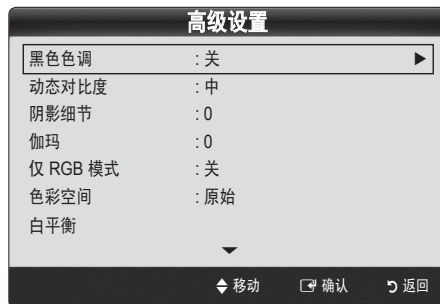 高级设置
黑色色调 : 关
动态对比度 : 中
阴影细节 : 0
伽玛 : 0
仅 RGB 模式 : 关
色彩空间 : 原始
白平衡
移动 确认 返回